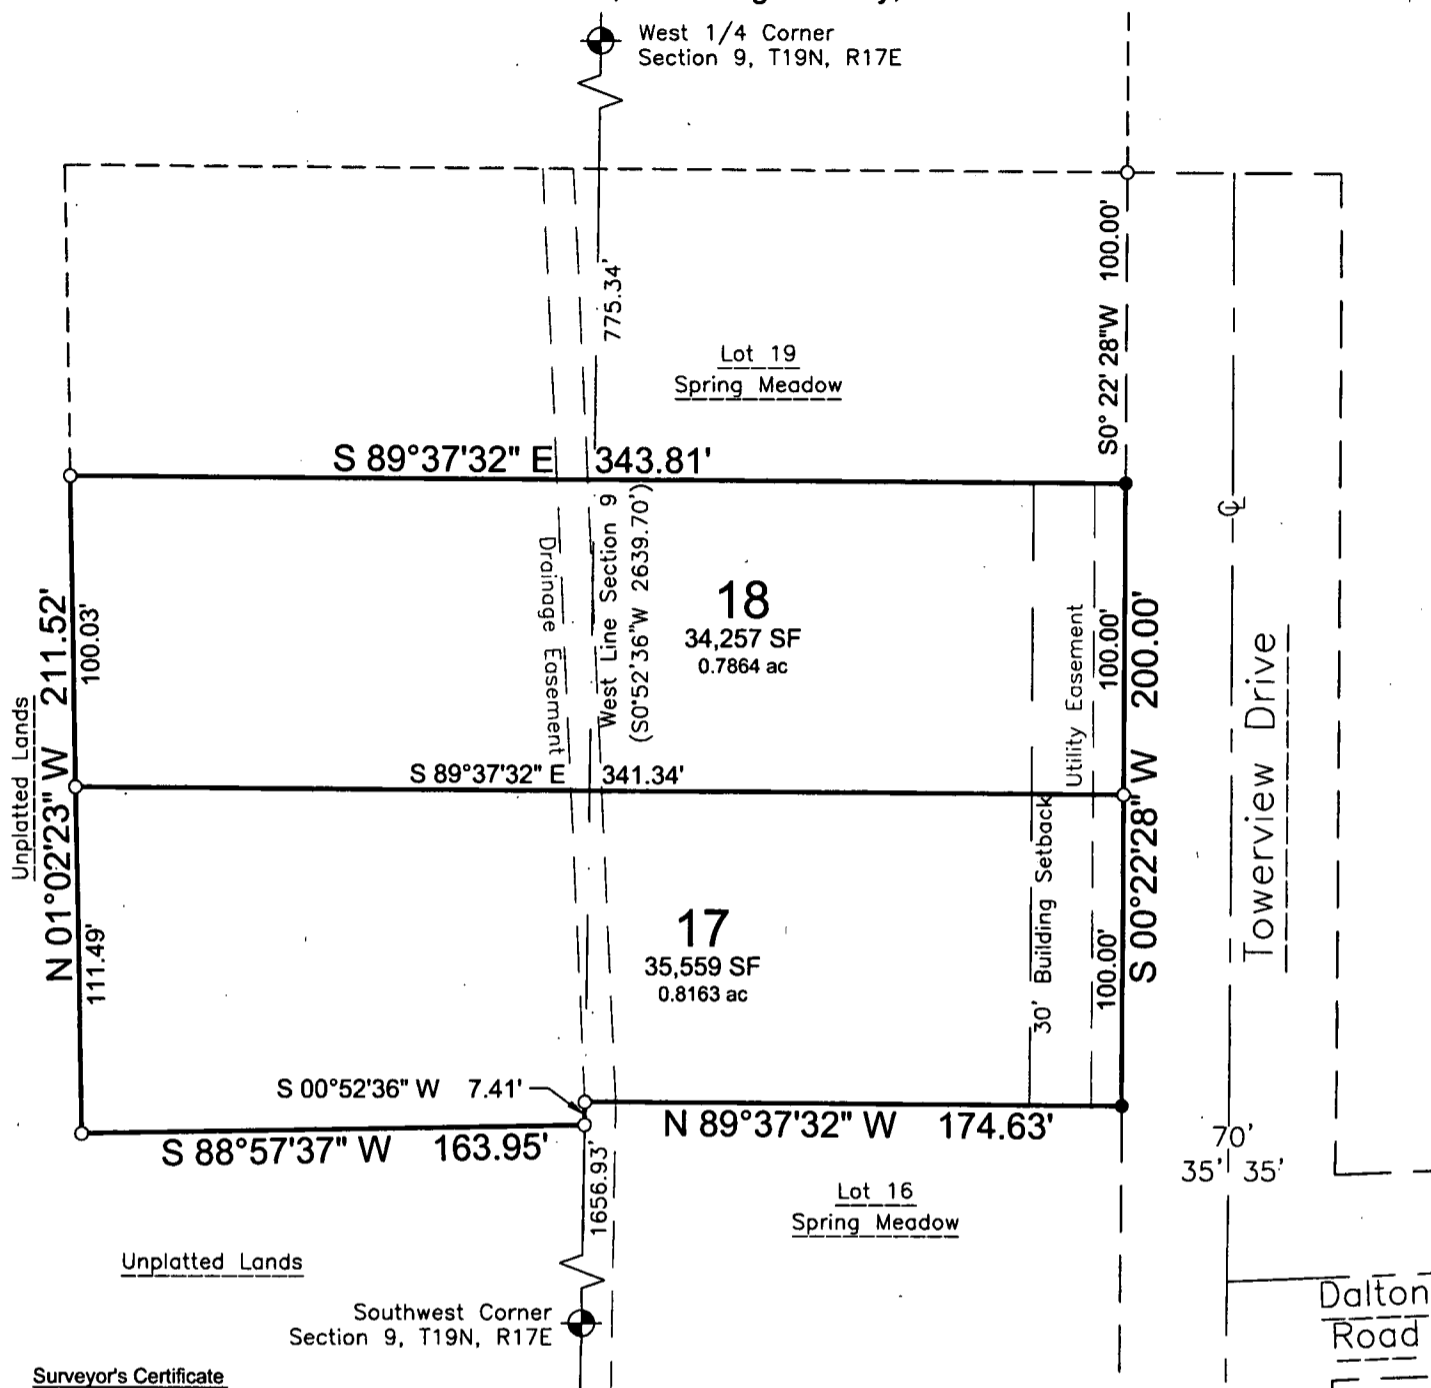 West 1/4 Corner
Section 9, T19N, R17E
775.34'
S0° 22' 28"W 100.00'
Lot 19
Spring Meadow
S 89°37'32" E 343.81'
West Line Section 9
(S0°52'36"W 2639.70')
Drainage Easement
18
34,257 SF
0.7864 ac
Unplatted Lands
N 01°02'23" W 211.52'
100.03'
111.49'
Utility Easement
100.00'
S 00°22'28" W 200.00'
Towerview Drive
S 89°37'32" E 341.34'
17
35,559 SF
0.8163 ac
30' Building Setback
100.00'
S 00°52'36" W 7.41'
N 89°37'32" W 174.63'
S 88°57'37" W 163.95'
70'
35' 35'
1656.93'
Lot 16
Spring Meadow
Unplatted Lands
Southwest Corner
Section 9, T19N, R17E
Dalton
Road
Surveyor's Certificate